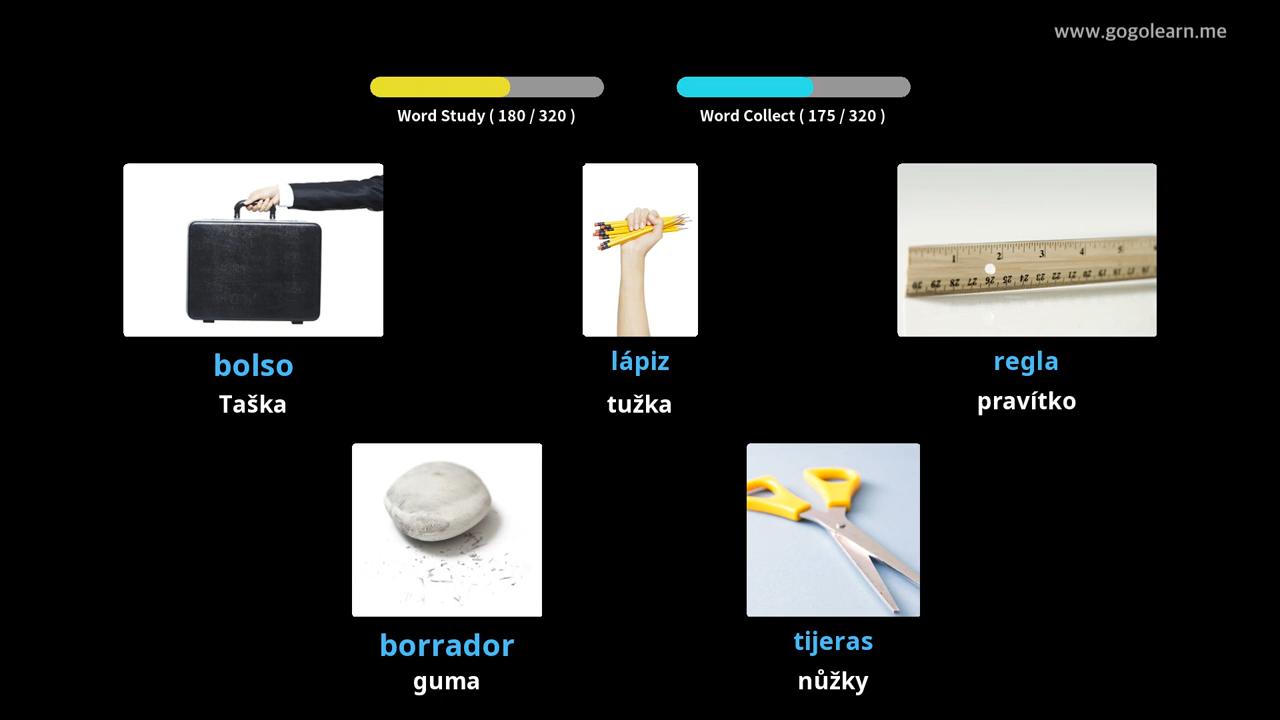 www.gogolearn.me
Word Study ( 180 / 320 )
Word Collect ( 175 / 320 )
bolso
Taška
lápiz
tužka
regla
pravítko
borrador
guma
tijeras
nůžky